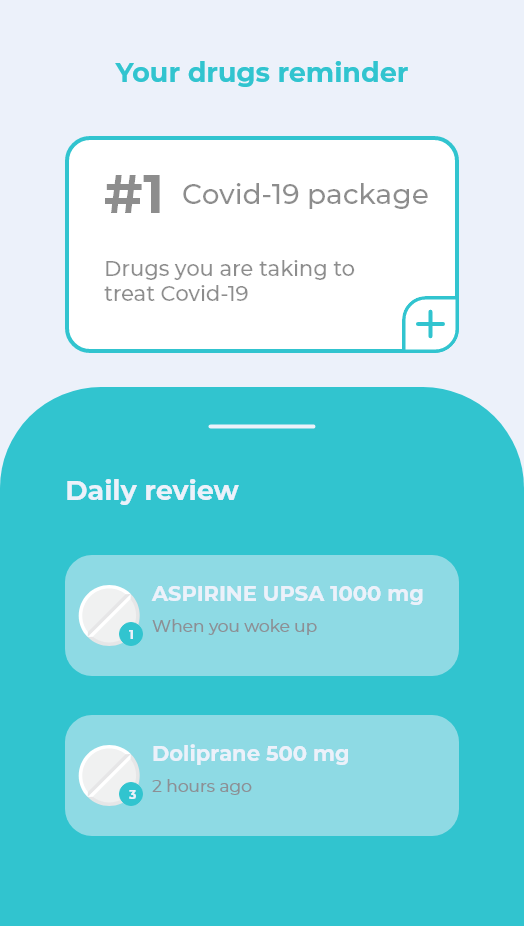 Your drugs reminder
#1 Covid-19 package
Drugs you are taking to
treat Covid-19
Daily review
ASPIRINE UPSA 1000 mg
When you woke up
1
Doliprane 500 mg
2 hours ago
3